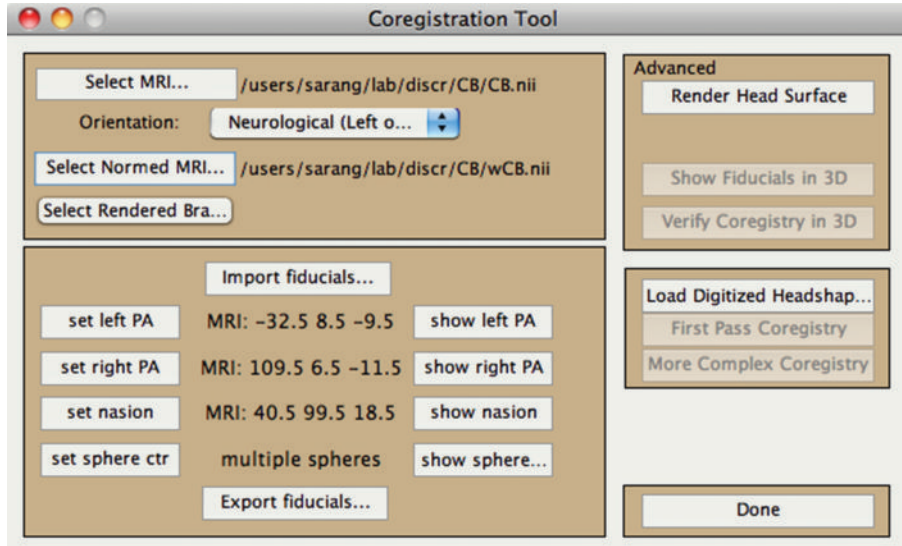 Coregistration Tool
Select MRI... /users/sarang/lab/discr/CB/CB.nii
Orientation: Neurological (Left o...
Select Normed MRI... /users/sarang/lab/discr/CB/wCB.nii
Select Rendered Bra...
Import fiducials...
set left PA MRI: -32.5 8.5 -9.5 show left PA
set right PA MRI: 109.5 6.5 -11.5 show right PA
set nasion MRI: 40.5 99.5 18.5 show nasion
set sphere ctr multiple spheres show sphere...
Export fiducials...
Advanced
Render Head Surface
Show Fiducials in 3D
Verify Coregistry in 3D
Load Digitized Headshap...
First Pass Coregistry
More Complex Coregistry
Done